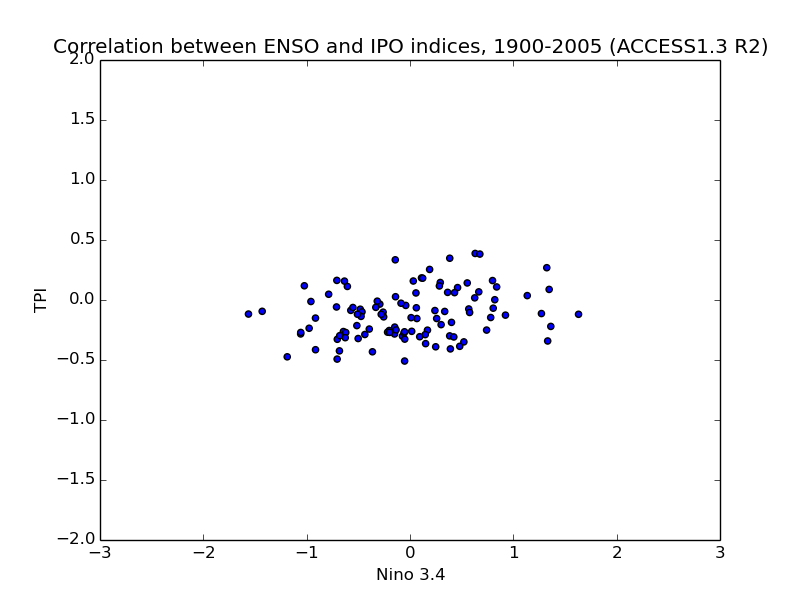 Correlation between ENSO and IPO indices, 1900-2005 (ACCESS1.3 R2)
2.0
1.5
1.0
0.5
0.0
−0.5
−1.0
−1.5
−2.0
TPI
−3 −2 −1 0 1 2 3
Nino 3.4